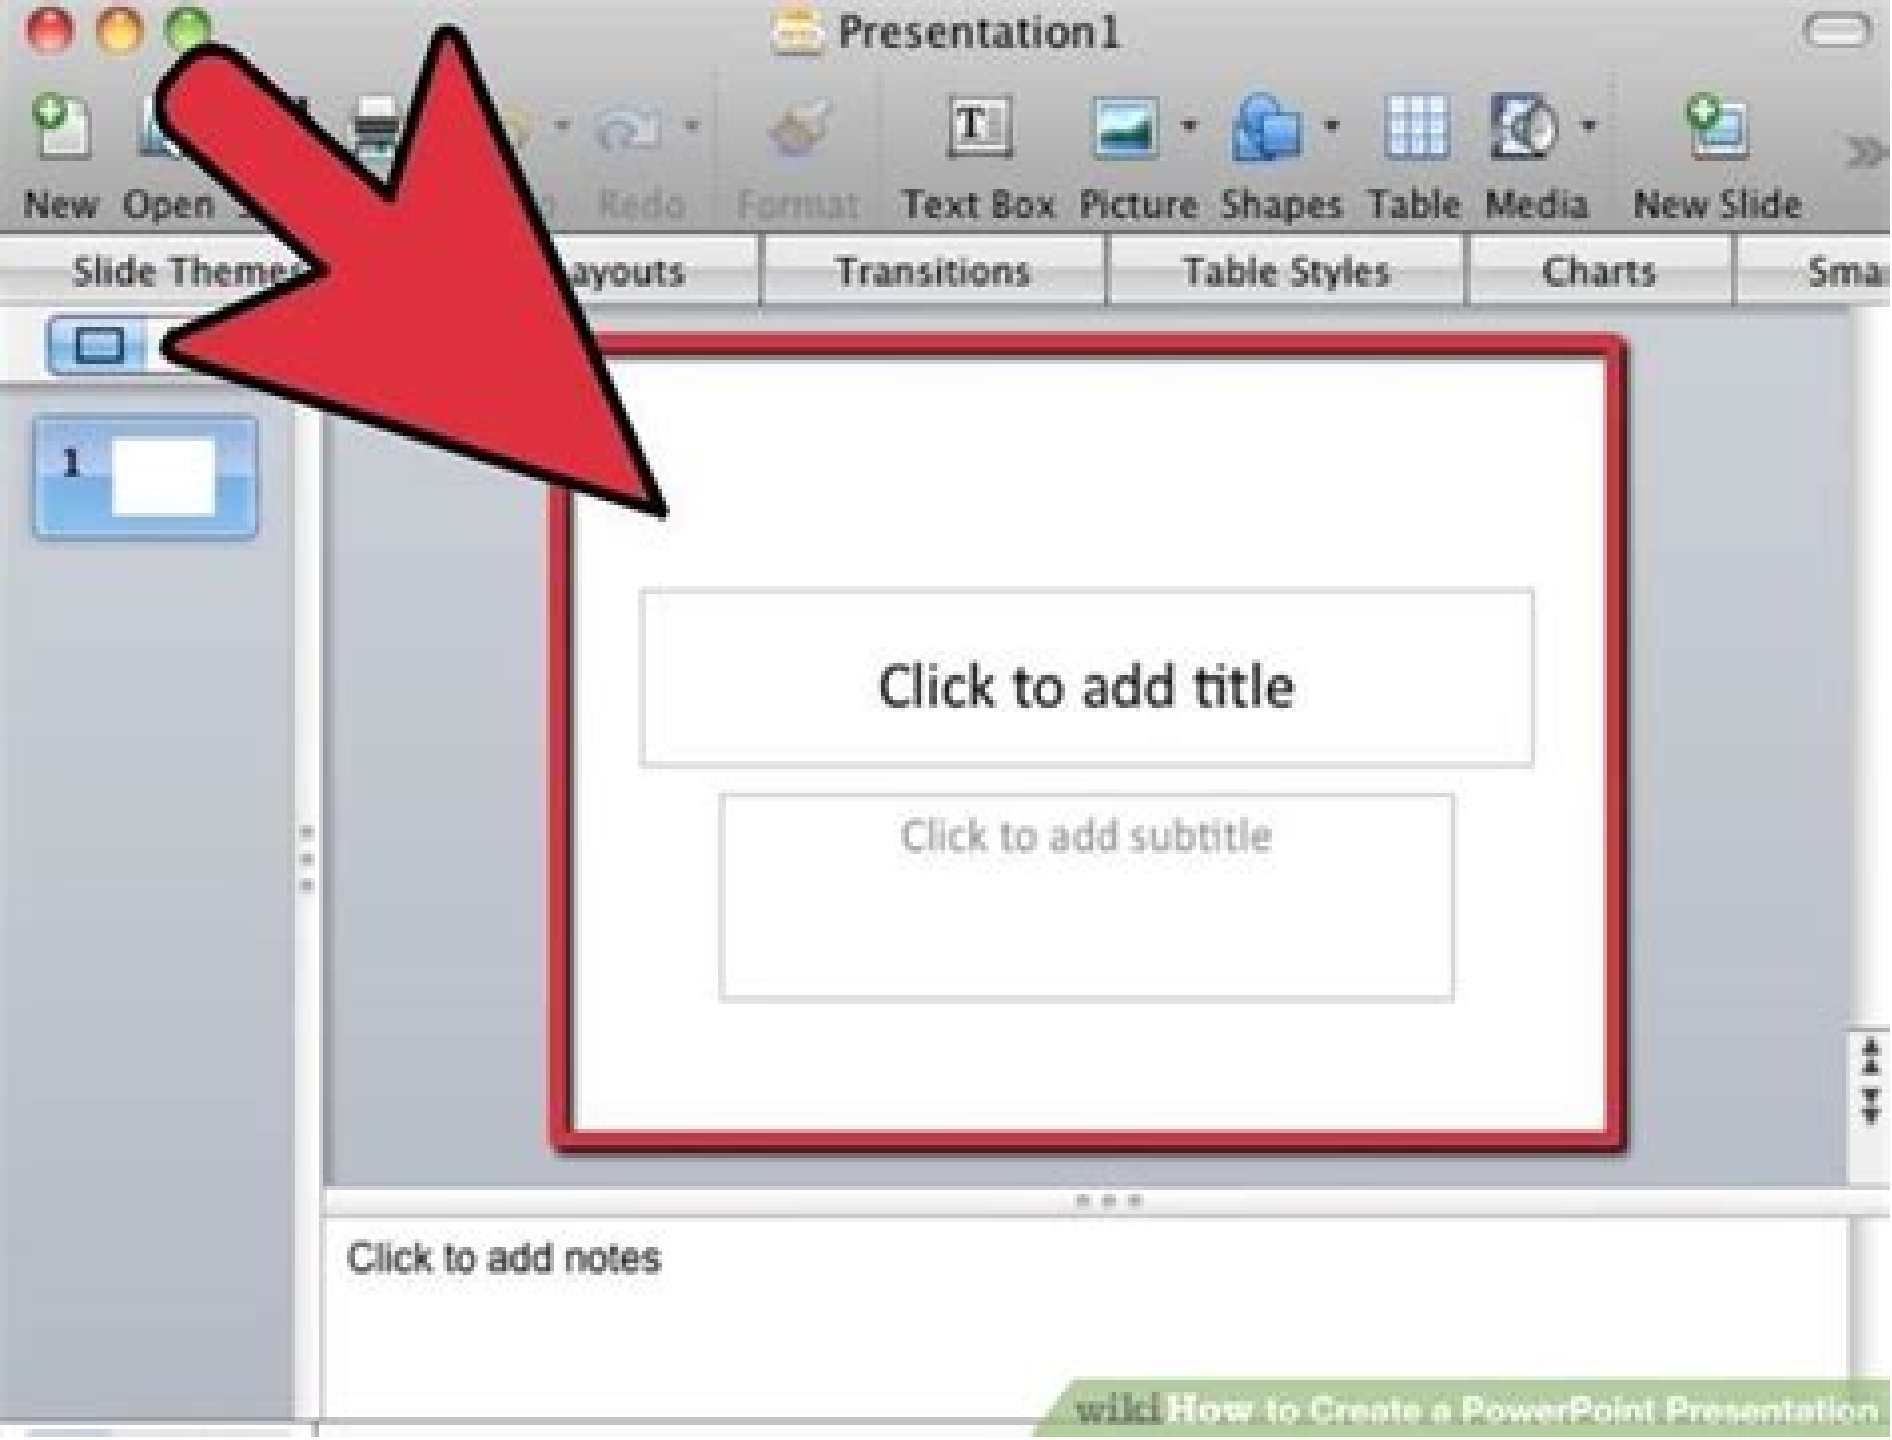 Presentation1
New Open Redo Format Text Box Picture Shapes Table Media New Slide
Slide Theme ayouts Transitions Table Styles Charts Sma
1
Click to add title
Click to add subtitle
Click to add notes
wikiHow to Create a PowerPoint Presentation